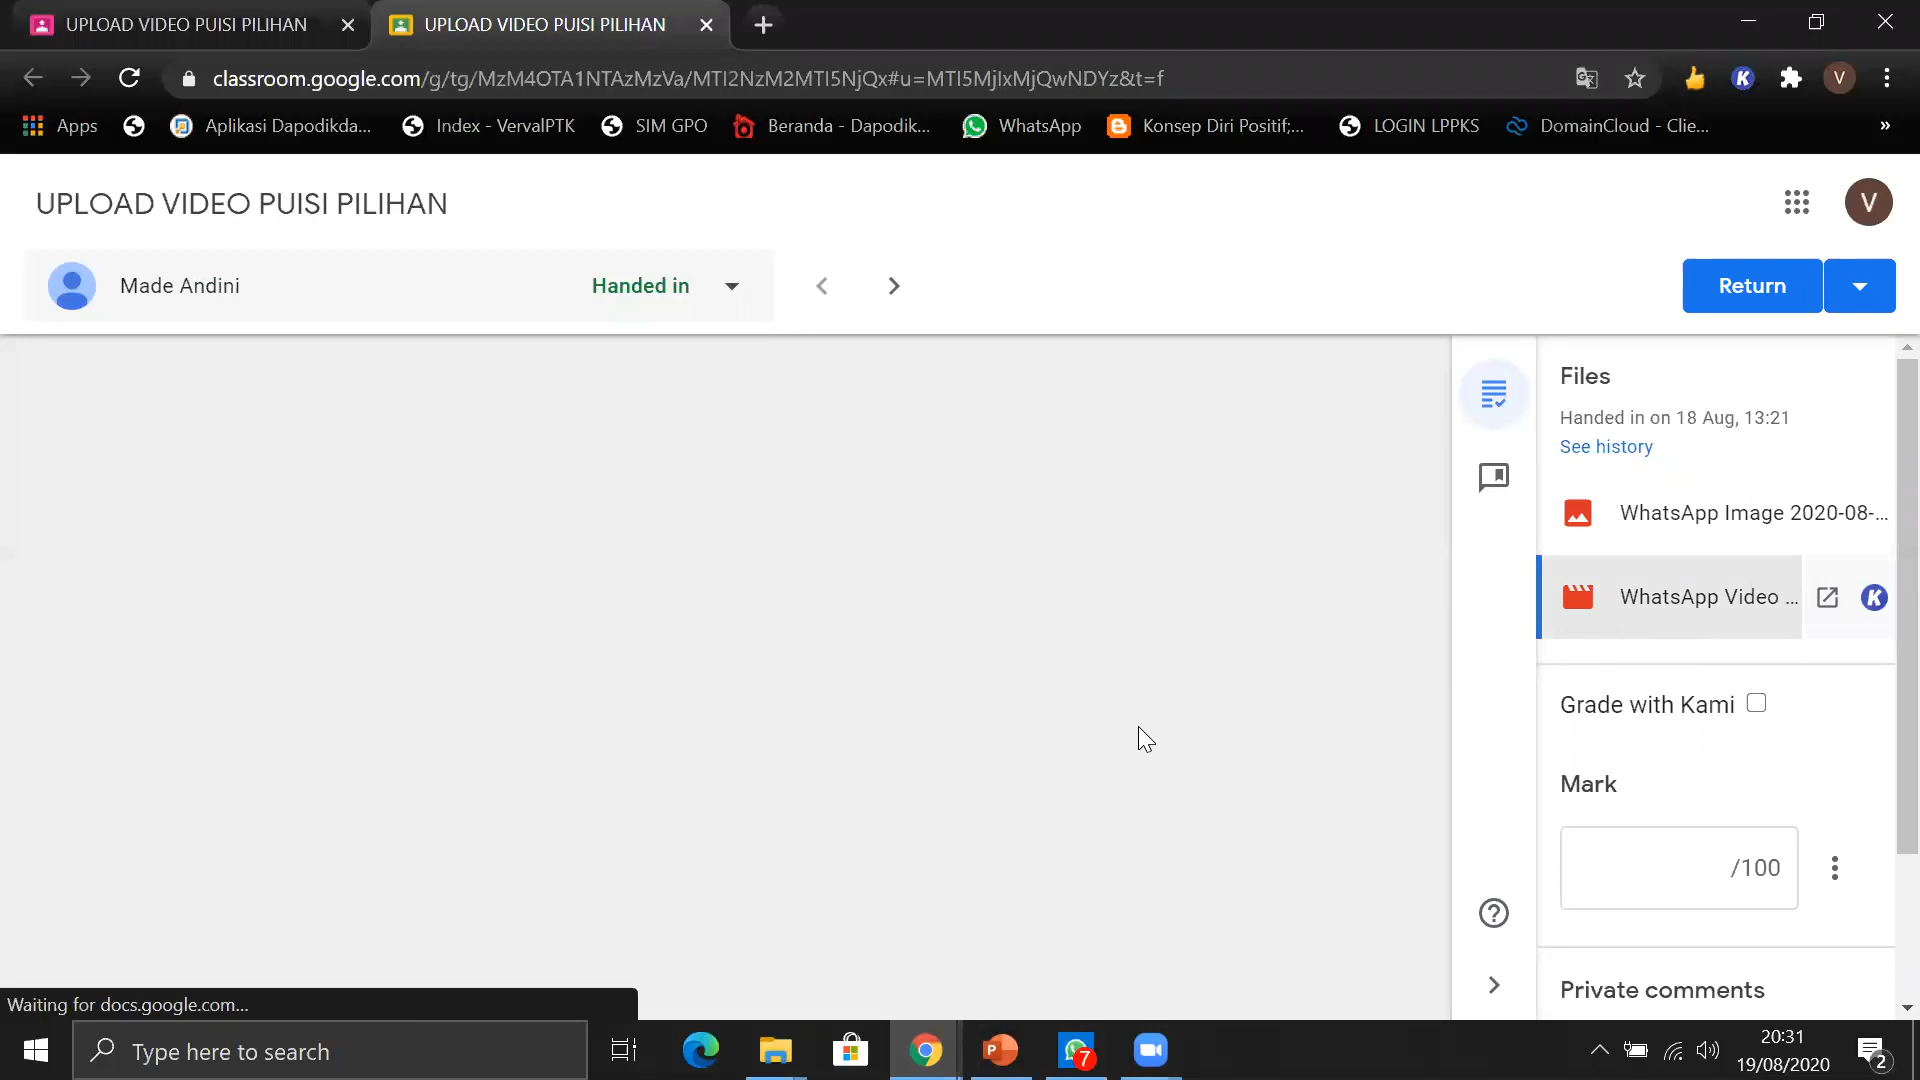 UPLOAD VIDEO PUISI PILIHAN
UPLOAD VIDEO PUISI PILIHAN
classroom.google.com/g/tg/MzM4OTA1NTAzMzVa/MTI2NzM2MTI5NjQx#u=MTI5MjIxMjQwNDYz&t=f
K
V
Apps
Aplikasi Dapodikda...
Index - VervalPTK
SIM GPO
Beranda - Dapodik...
WhatsApp
Konsep Diri Positif;...
LOGIN LPPKS
DomainCloud - Clie...
»
UPLOAD VIDEO PUISI PILIHAN
V
Made Andini
Handed in
Return
Files
Handed in on 18 Aug, 13:21
See history
WhatsApp Image 2020-08-...
WhatsApp Video ...
K
Grade with Kami
Mark
/100
Private comments
Waiting for docs.google.com...
Type here to search
P
7
20:31
19/08/2020
2